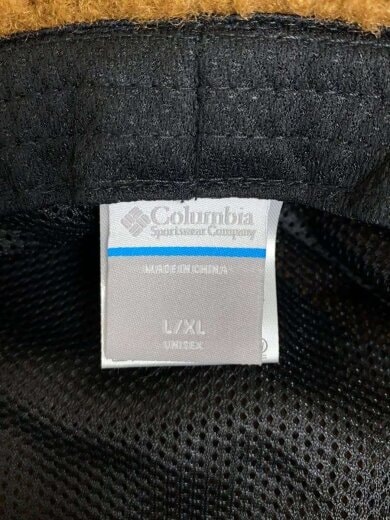 Columbia
Sportswear Company
MADE IN CHINA
L/XL
UNISEX